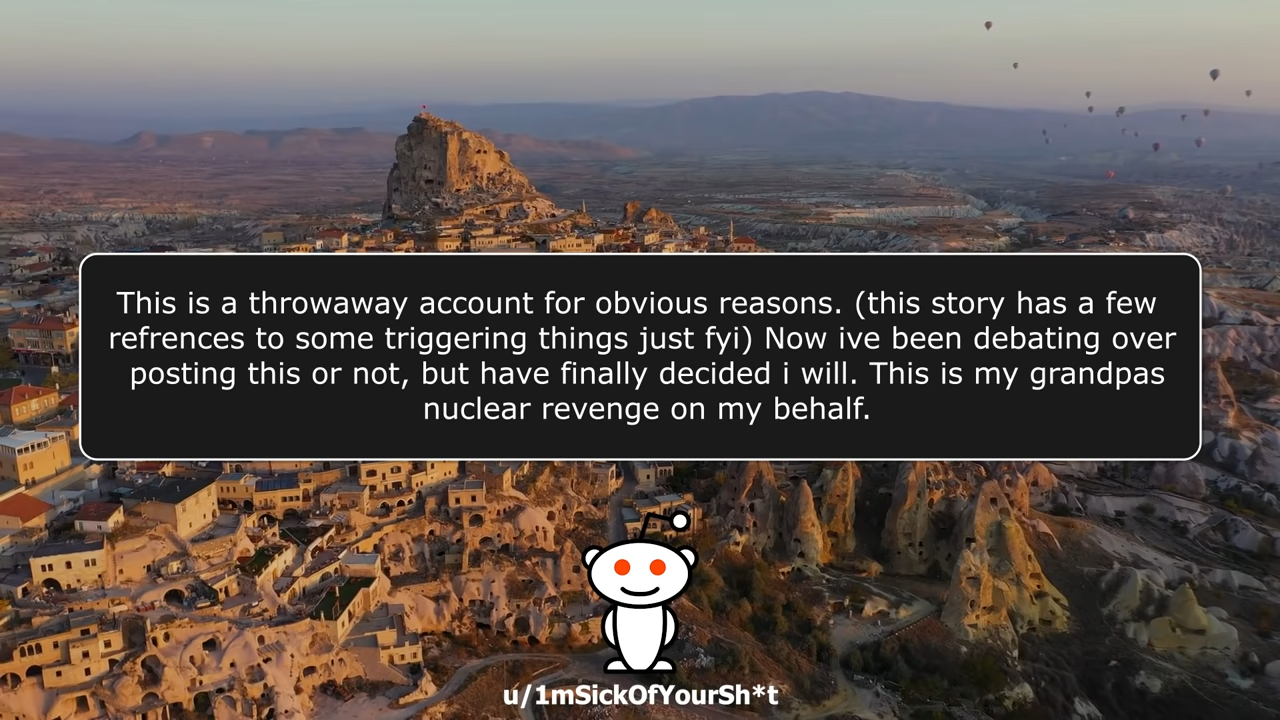 This is a throwaway account for obvious reasons. (this story has a few
refrences to some triggering things just fyi) Now ive been debating over
posting this or not, but have finally decided i will. This is my grandpas
nuclear revenge on my behalf.
u/1mSickOfYourSh*t